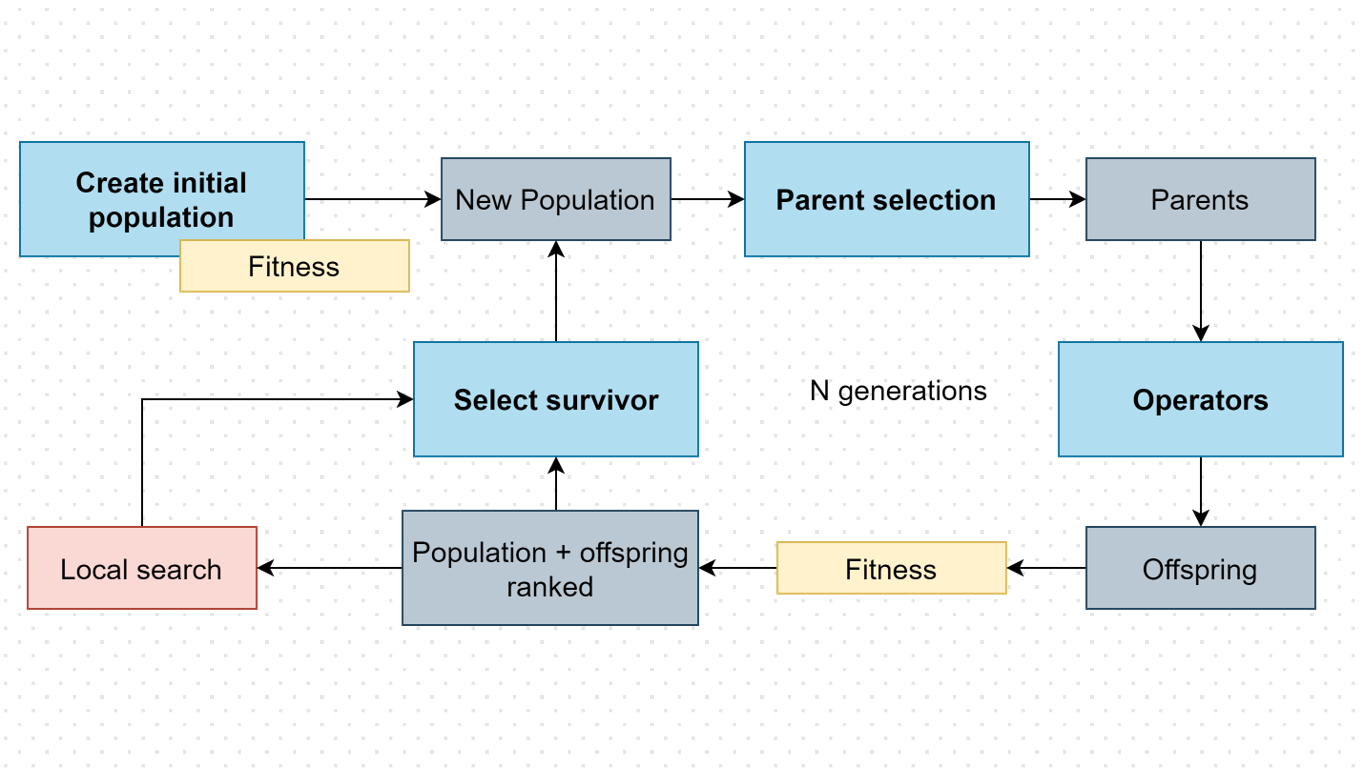 Create initial
population
Fitness
New Population
Parent selection
Parents
Select survivor
N generations
Operators
Local search
Population + offspring
ranked
Fitness
Offspring